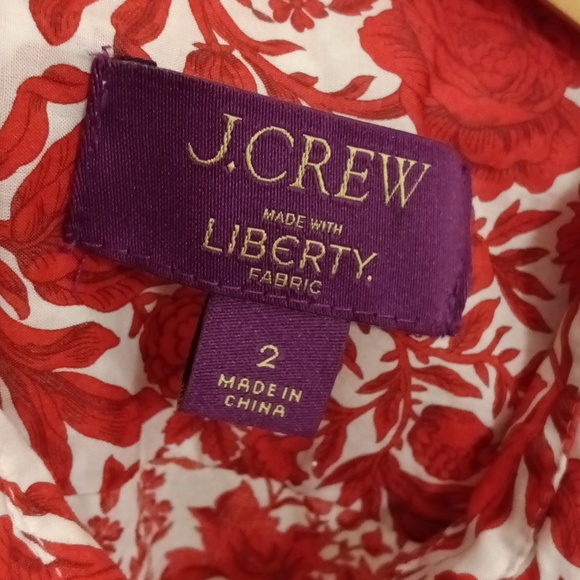 J.CREW
MADE WITH
LIBERTY.
FABRIC
2
MADE IN
CHINA